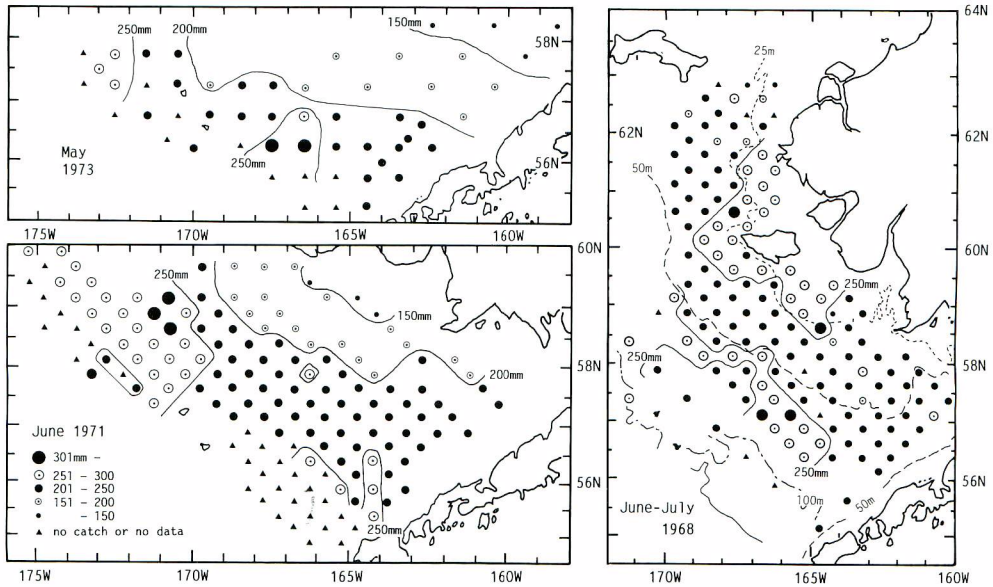 250mm
200mm
150mm
58N
May
1973
250mm
56N
175W
170W
165W
160W
250mm
60N
150mm
58N
200mm
June 1971
301mm -
251 - 300
201 - 250
151 - 200
- 150
no catch or no data
56N
250mm
175W
170W
165W
160W
64N
25m
62N
62N
50m
60N
250mm
250mm
58N
250mm
56N
100m
50m
June-July
1968
170W
165W
160W